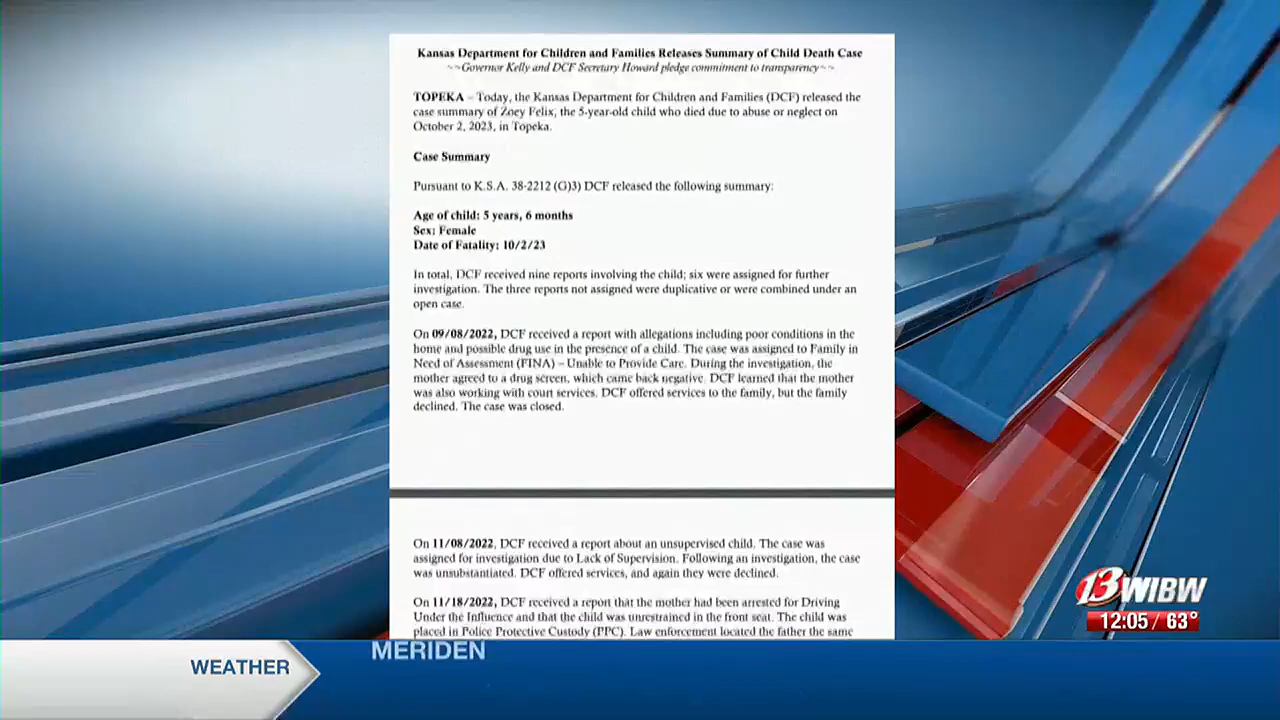 Kansas Department for Children and Families Releases Summary of Child Death Case
~~Governor Kelly and DCF Secretary Howard pledge commitment to transparency~~
TOPEKA – Today, the Kansas Department for Children and Families (DCF) released the
case summary of Zoey Felix, the 5-year-old child who died due to abuse or neglect on
October 2, 2023, in Topeka.
Case Summary
Pursuant to K.S.A. 38-2212 (G)3) DCF released the following summary:
Age of child: 5 years, 6 months
Sex: Female
Date of Fatality: 10/2/23
In total, DCF received nine reports involving the child; six were assigned for further
investigation. The three reports not assigned were duplicative or were combined under an
open case.
On 09/08/2022, DCF received a report with allegations including poor conditions in the
home and possible drug use in the presence of a child. The case was assigned to Family in
Need of Assessment (FINA) – Unable to Provide Care. During the investigation, the
mother agreed to a drug screen, which came back negative. DCF learned that the mother
was also working with court services. DCF offered services to the family, but the family
declined. The case was closed.
On 11/08/2022, DCF received a report about an unsupervised child. The case was
assigned for investigation due to Lack of Supervision. Following an investigation, the case
was unsubstantiated. DCF offered services, and again they were declined.
On 11/18/2022, DCF received a report that the mother had been arrested for Driving
Under the Influence and that the child was unrestrained in the front seat. The child was
placed in Police Protective Custody (PPC). Law enforcement located the father the same
13 WIBW
12:05 / 63°
MERIDEN
WEATHER